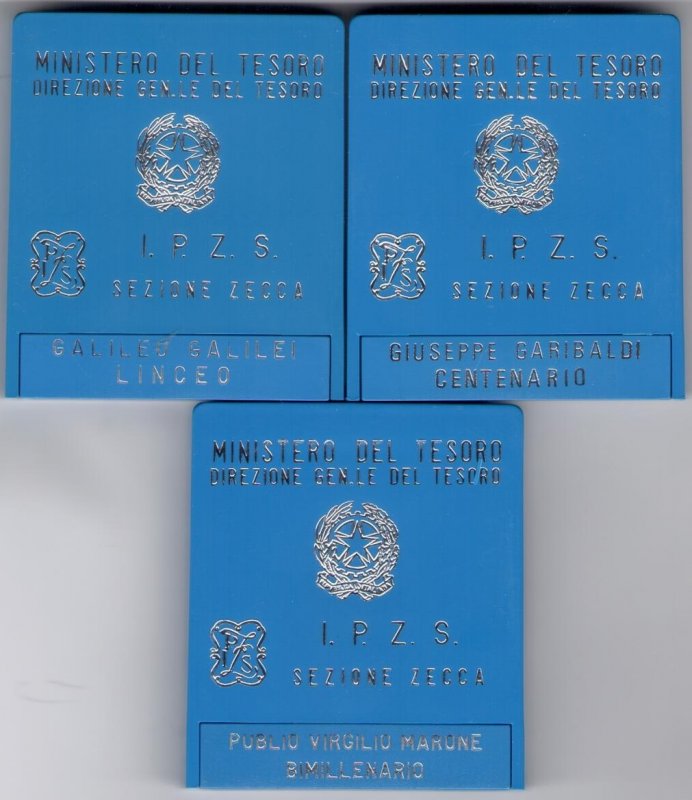 MINISTERO DEL TESORO
DIREZIONE GEN.LE DEL TESORO
I. P. Z. S.
SEZIONE ZECCA
GALILEO GALILEI
LINCEO
MINISTERO DEL TESORO
DIREZIONE GEN.LE DEL TESORO
I. P. Z. S.
SEZIONE ZECCA
GIUSEPPE GARIBALDI
CENTENARIO
MINISTERO DEL TESORO
DIREZIONE GEN.LE DEL TESORO
I. P. Z. S.
SEZIONE ZECCA
PUBLIO VIRGILIO MARONE
BIMILLENARIO